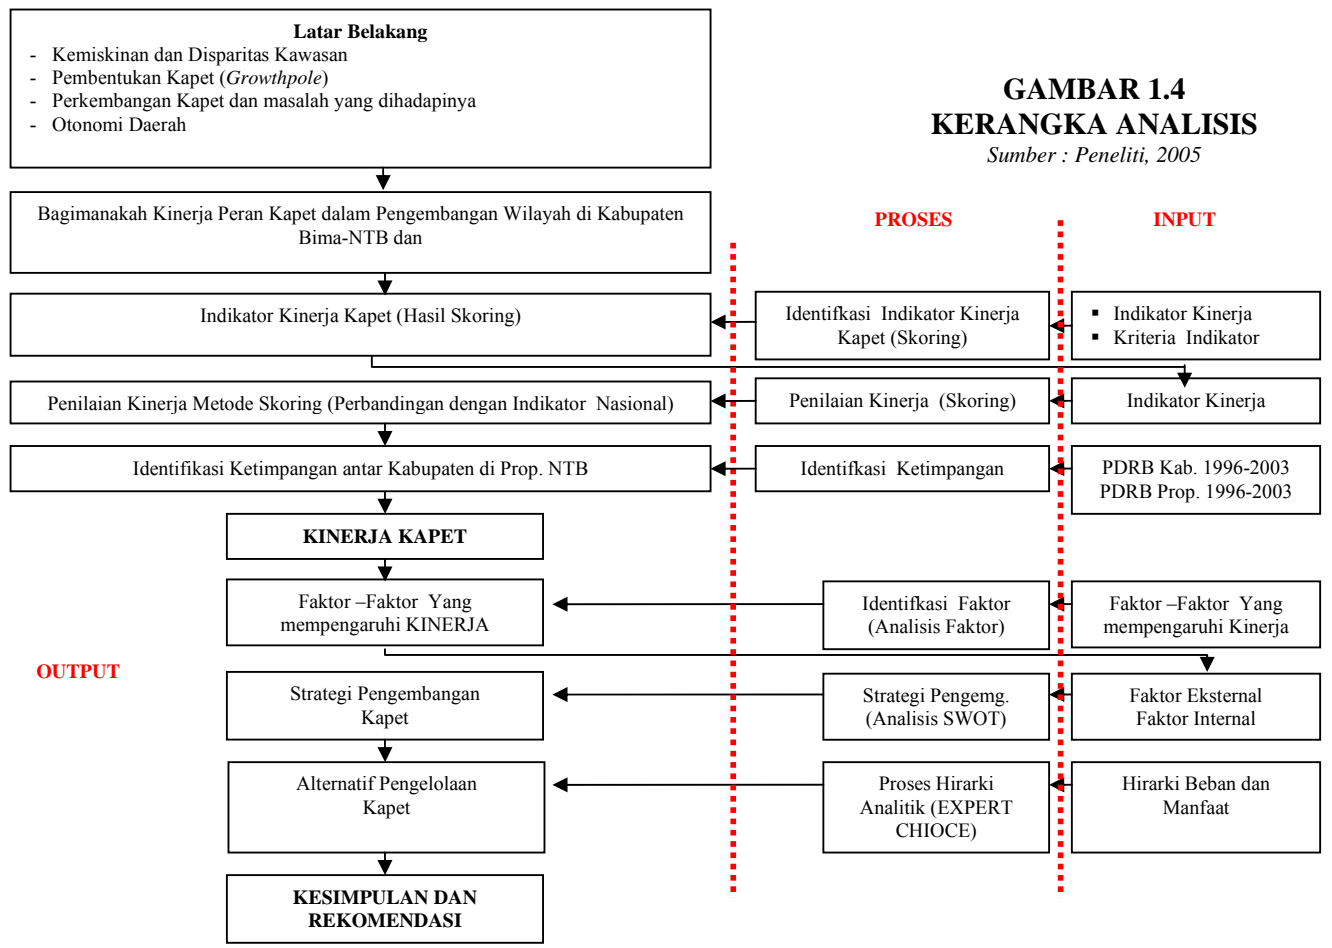 Latar Belakang
- Kemiskinan dan Disparitas Kawasan
- Pembentukan Kapet (Growthpole)
- Perkembangan Kapet dan masalah yang dihadapinya
- Otonomi Daerah
GAMBAR 1.4
KERANGKA ANALISIS
Sumber : Peneliti, 2005
Bagimanakah Kinerja Peran Kapet dalam Pengembangan Wilayah di Kabupaten
Bima-NTB dan
PROSES
INPUT
Indikator Kinerja Kapet (Hasil Skoring)
Identifkasi Indikator Kinerja
Kapet (Skoring)
▪ Indikator Kinerja
▪ Kriteria Indikator
Penilaian Kinerja Metode Skoring (Perbandingan dengan Indikator Nasional)
Penilaian Kinerja (Skoring)
Indikator Kinerja
Identifikasi Ketimpangan antar Kabupaten di Prop. NTB
Identifkasi Ketimpangan
PDRB Kab. 1996-2003
PDRB Prop. 1996-2003
KINERJA KAPET
Faktor –Faktor Yang
mempengaruhi KINERJA
Identifkasi Faktor
(Analisis Faktor)
Faktor –Faktor Yang
mempengaruhi Kinerja
OUTPUT
Strategi Pengembangan
Kapet
Strategi Pengemg.
(Analisis SWOT)
Faktor Eksternal
Faktor Internal
Alternatif Pengelolaan
Kapet
Proses Hirarki
Analitik (EXPERT
CHIOCE)
Hirarki Beban dan
Manfaat
KESIMPULAN DAN
REKOMENDASI